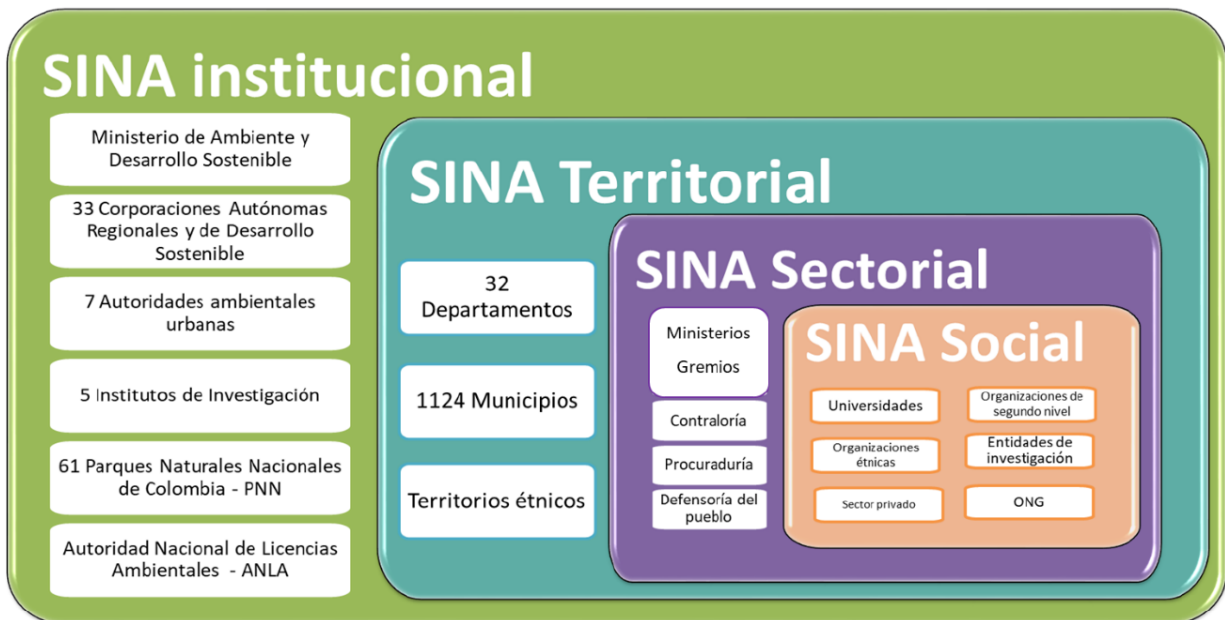 SINA institucional
Ministerio de Ambiente y
Desarrollo Sostenible
33 Corporaciones Autónomas
Regionales y de Desarrollo
Sostenible
7 Autoridades ambientales
urbanas
5 Institutos de Investigación
61 Parques Naturales Nacionales
de Colombia - PNN
Autoridad Nacional de Licencias
Ambientales - ANLA
SINA Territorial
32
Departamentos
1124 Municipios
Territorios étnicos
SINA Sectorial
Ministerios
Gremios
Contraloría
Procuraduría
Defensoría del
pueblo
SINA Social
Universidades
Organizaciones de
segundo nivel
Organizaciones
étnicas
Entidades de
investigación
Sector privado
ONG